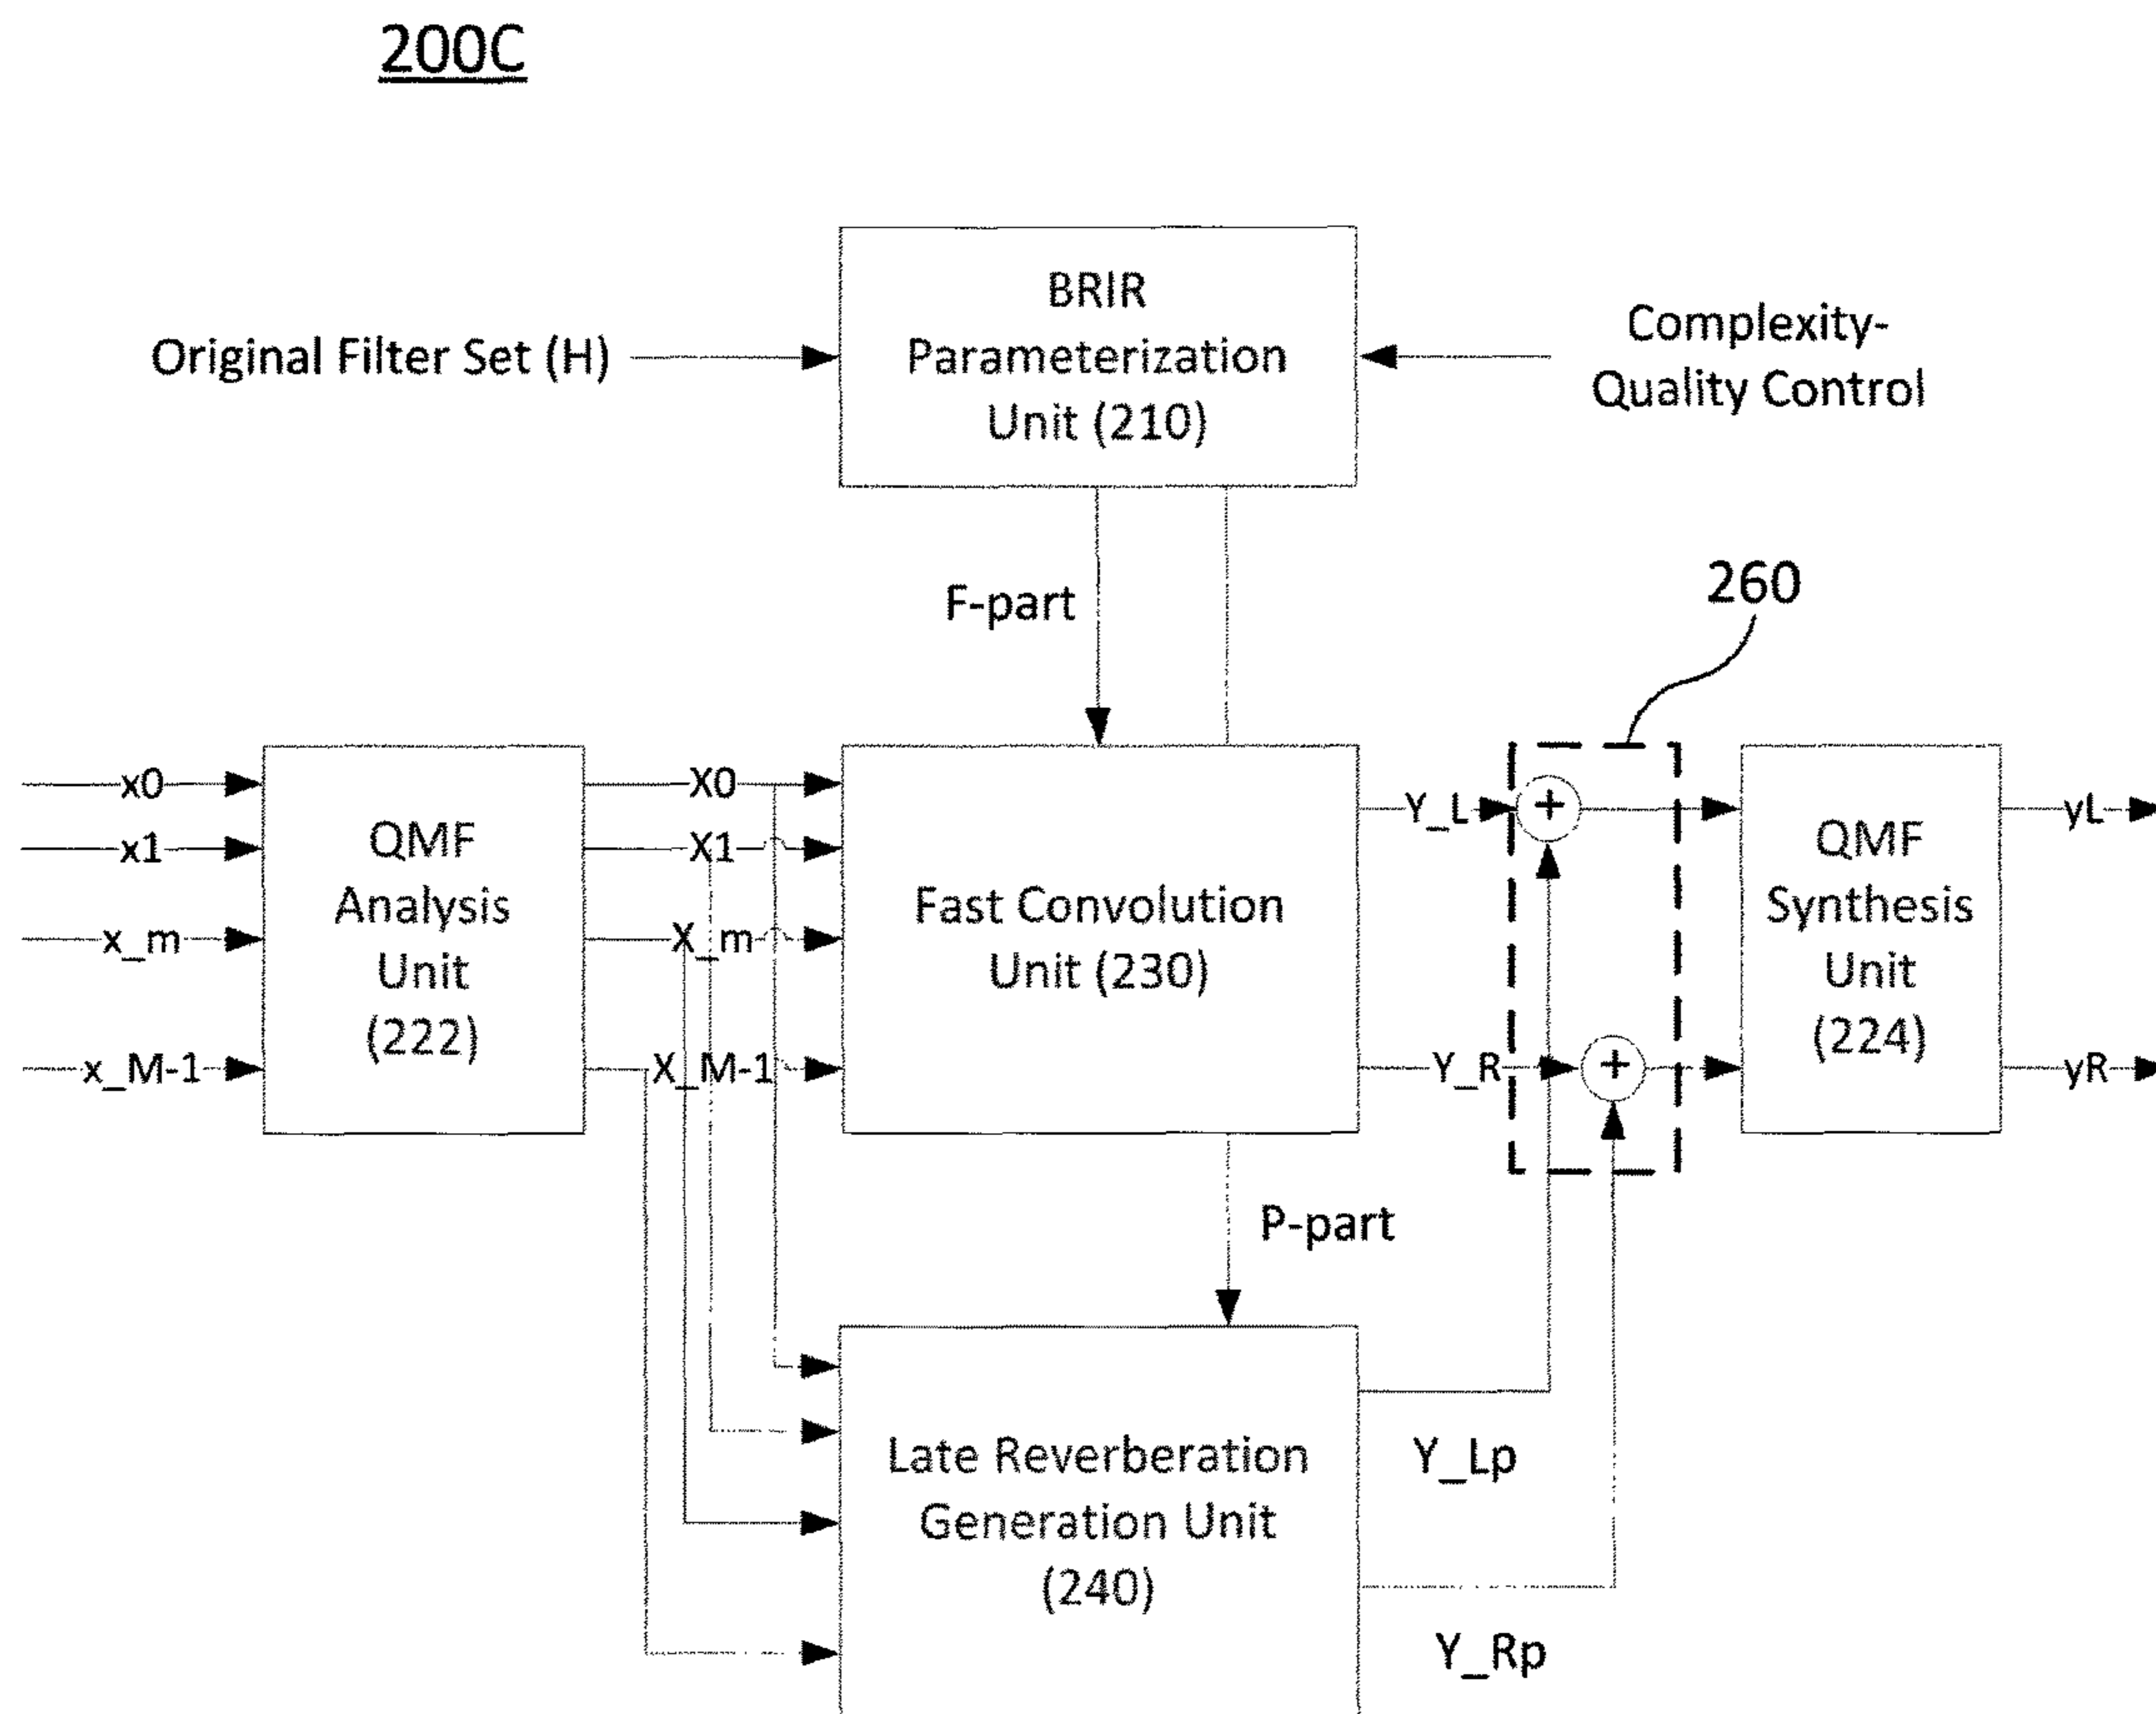 200C
BRIR
Parameterization
Unit (210)
Original Filter Set (H)
Complexity-
Quality Control
F-part
260
x0
x1
x_m
x_M-1
QMF
Analysis
Unit
(222)
X0
X1
X_m
X_M-1
Fast Convolution
Unit (230)
Y_L
Y_R
+
+
QMF
Synthesis
Unit
(224)
yL
yR
P-part
Late Reverberation
Generation Unit
(240)
Y_Lp
Y_Rp